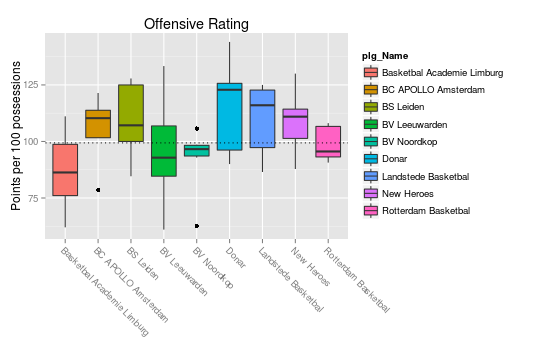 Offensive Rating
Points per 100 possessions
125
100
75
Basketbal Academie Limburg
BC APOLLO Amsterdam
BS Leiden
BV Leeuwarden
BV Noordkop
Donar
Landstede Basketbal
New Heroes
Rotterdam Basketbal
plg_Name
Basketbal Academie Limburg
BC APOLLO Amsterdam
BS Leiden
BV Leeuwarden
BV Noordkop
Donar
Landstede Basketbal
New Heroes
Rotterdam Basketbal